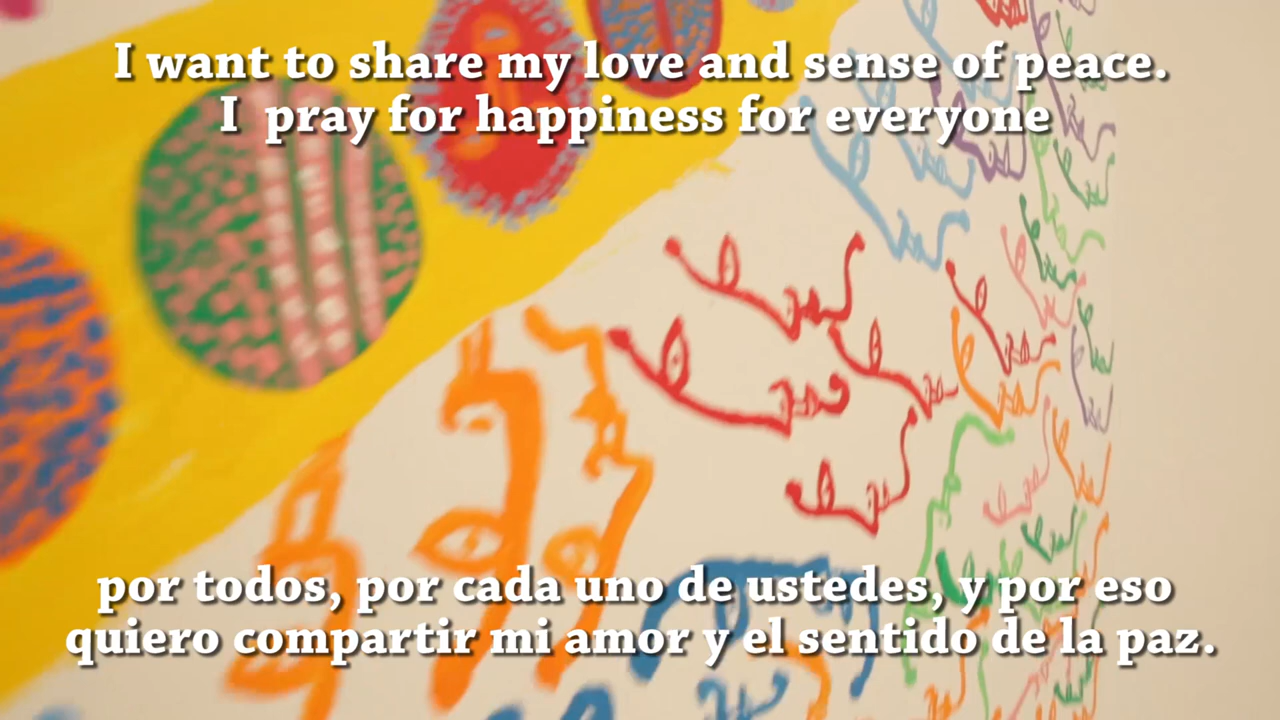 I want to share my love and sense of peace.
I pray for happiness for everyone
por todos, por cada uno de ustedes, y por eso
quiero compartir mi amor y el sentido de la paz.